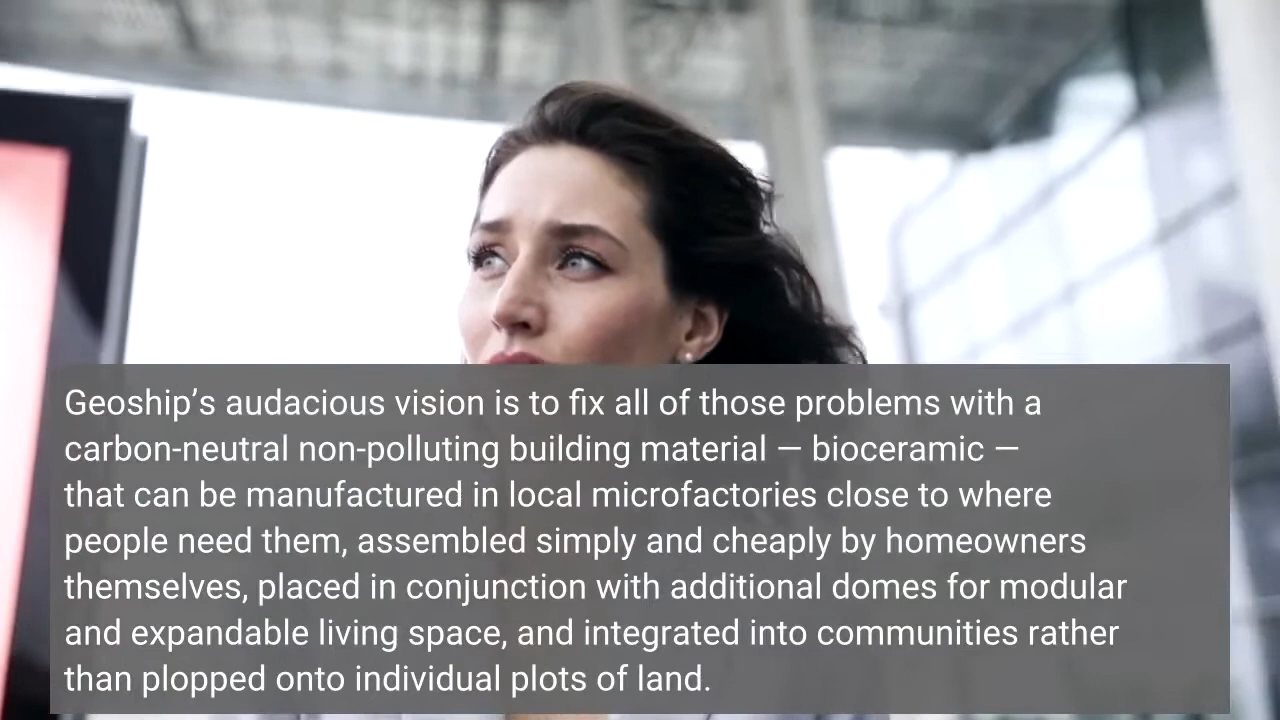 Geoship’s audacious vision is to fix all of those problems with a
carbon-neutral non-polluting building material — bioceramic —
that can be manufactured in local microfactories close to where
people need them, assembled simply and cheaply by homeowners
themselves, placed in conjunction with additional domes for modular
and expandable living space, and integrated into communities rather
than plopped onto individual plots of land.